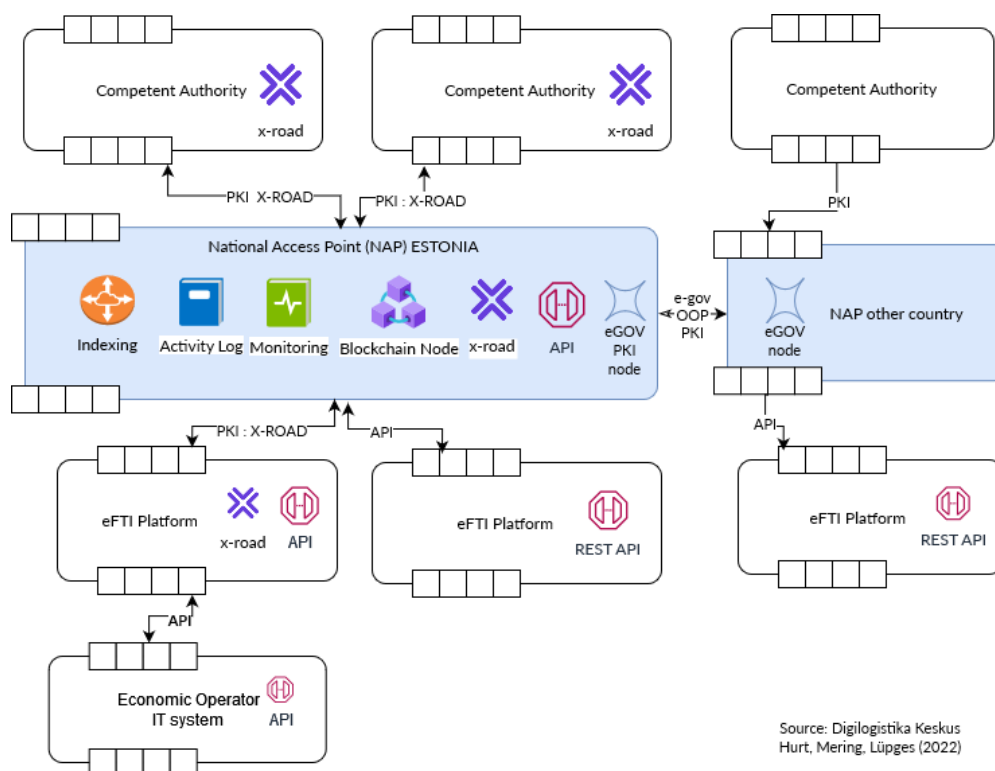 Competent Authority
x-road
Competent Authority
x-road
Competent Authority
PKI X-ROAD
PKI : X-ROAD
PKI
National Access Point (NAP) ESTONIA
Indexing
Activity Log
Monitoring
Blockchain Node
x-road
API
eGOV
PKI
node
e-gov
OOP
PKI
eGOV
node
NAP other country
PKI : X-ROAD
API
API
eFTI Platform
x-road
API
eFTI Platform
REST API
eFTI Platform
REST API
API
Economic Operator
IT system
API
Source: Digilogistika Keskus
Hurt, Mering, Lüpges (2022)